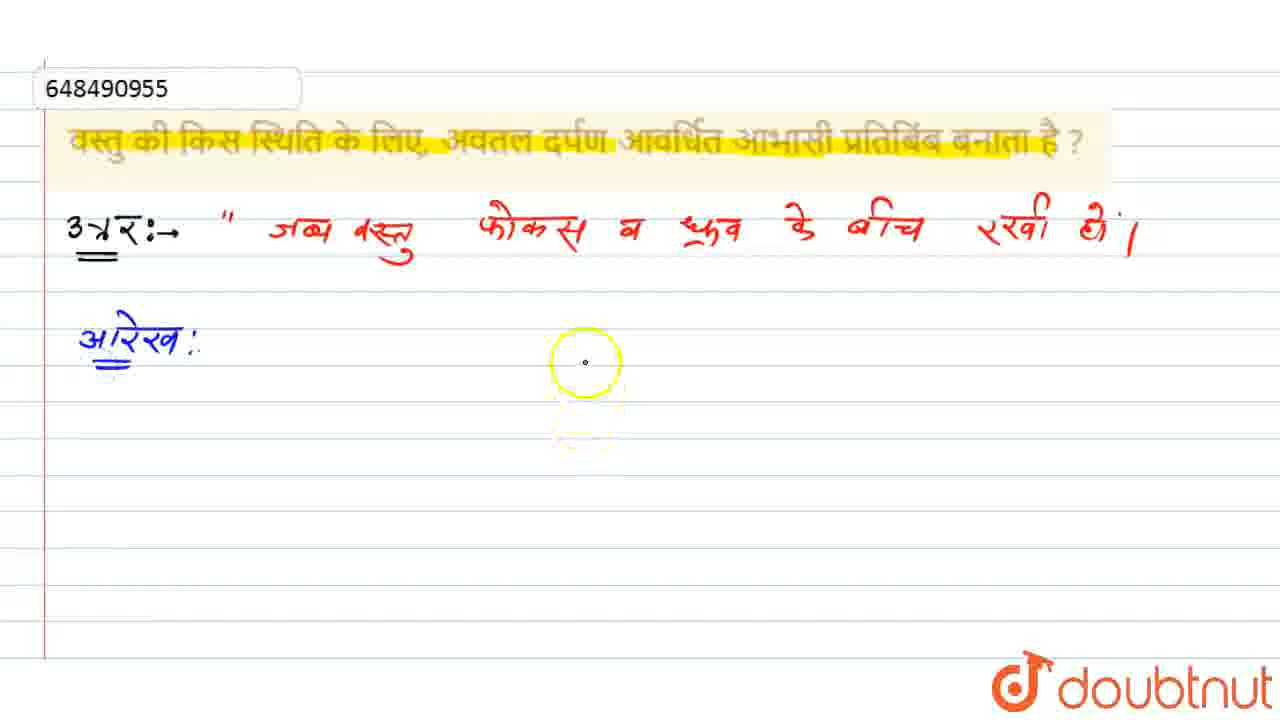 648490955
वस्तु की किस स्थिति के लिए, अवतल दर्पण आवर्धित आभासी प्रतिबिंब बनाता है ?
उत्तर:→ " जब वस्तु फोकस व ध्रुव के बीच रखी हो।
आरेख:
doubtnut